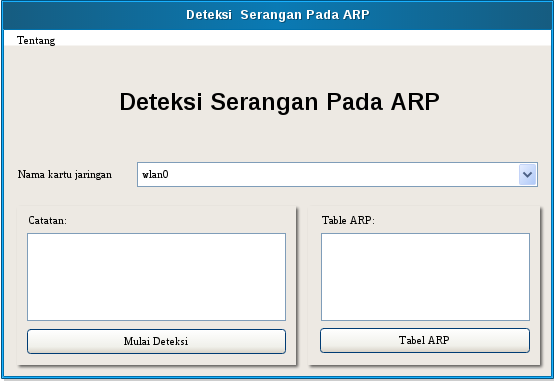 Deteksi Serangan Pada ARP
Tentang
Deteksi Serangan Pada ARP
Nama kartu jaringan
wlan0
Catatan:
Table ARP:
Mulai Deteksi
Tabel ARP